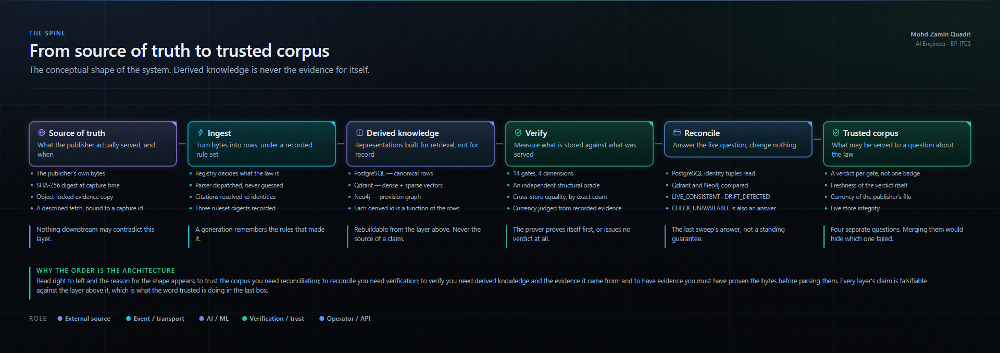 THE SPINE
From source of truth to trusted corpus
The conceptual shape of the system. Derived knowledge is never the evidence for itself.
Mohd Zamin Quadri
AI Engineer · BP-ITCS
Source of truth
What the publisher actually served, and
when
The publisher's own bytes
SHA-256 digest at capture time
Object-locked evidence copy
A described fetch, bound to a capture id
Nothing downstream may contradict this
layer.
Ingest
Turn bytes into rows, under a recorded
rule set
Registry decides what the law is
Parser dispatched, never guessed
Citations resolved to identities
Three ruleset digests recorded
A generation remembers the rules that made
it.
Derived knowledge
Representations built for retrieval, not for
record
PostgreSQL — canonical rows
Qdrant — dense + sparse vectors
Neo4j — provision graph
Each derived id is a function of the rows
Rebuildable from the layer above. Never the
source of a claim.
Verify
Measure what is stored against what was
served
14 gates, 4 dimensions
An independent structural oracle
Cross-store equality, by exact count
Currency judged from recorded evidence
The prover proves itself first, or issues no
verdict at all.
Reconcile
Answer the live question, change nothing
PostgreSQL identity tuples read
Qdrant and Neo4j compared
LIVE_CONSISTENT · DRIFT_DETECTED
CHECK_UNAVAILABLE is also an answer
The last sweep's answer, not a standing
guarantee.
Trusted corpus
What may be served to a question about
the law
A verdict per gate, not one badge
Freshness of the verdict itself
Currency of the publisher's file
Live store integrity
Four separate questions. Merging them would
hide which one failed.
WHY THE ORDER IS THE ARCHITECTURE
Read right to left and the reason for the shape appears: to trust the corpus you need reconciliation; to reconcile you need verification; to verify you need derived knowledge and the evidence it came from; and to have evidence you must have proven the bytes before parsing them. Every layer's claim is falsifiable
against the layer above it, which is what the word trusted is doing in the last box.
ROLE
External source
Event / transport
AI / ML
Verification / trust
Operator / API